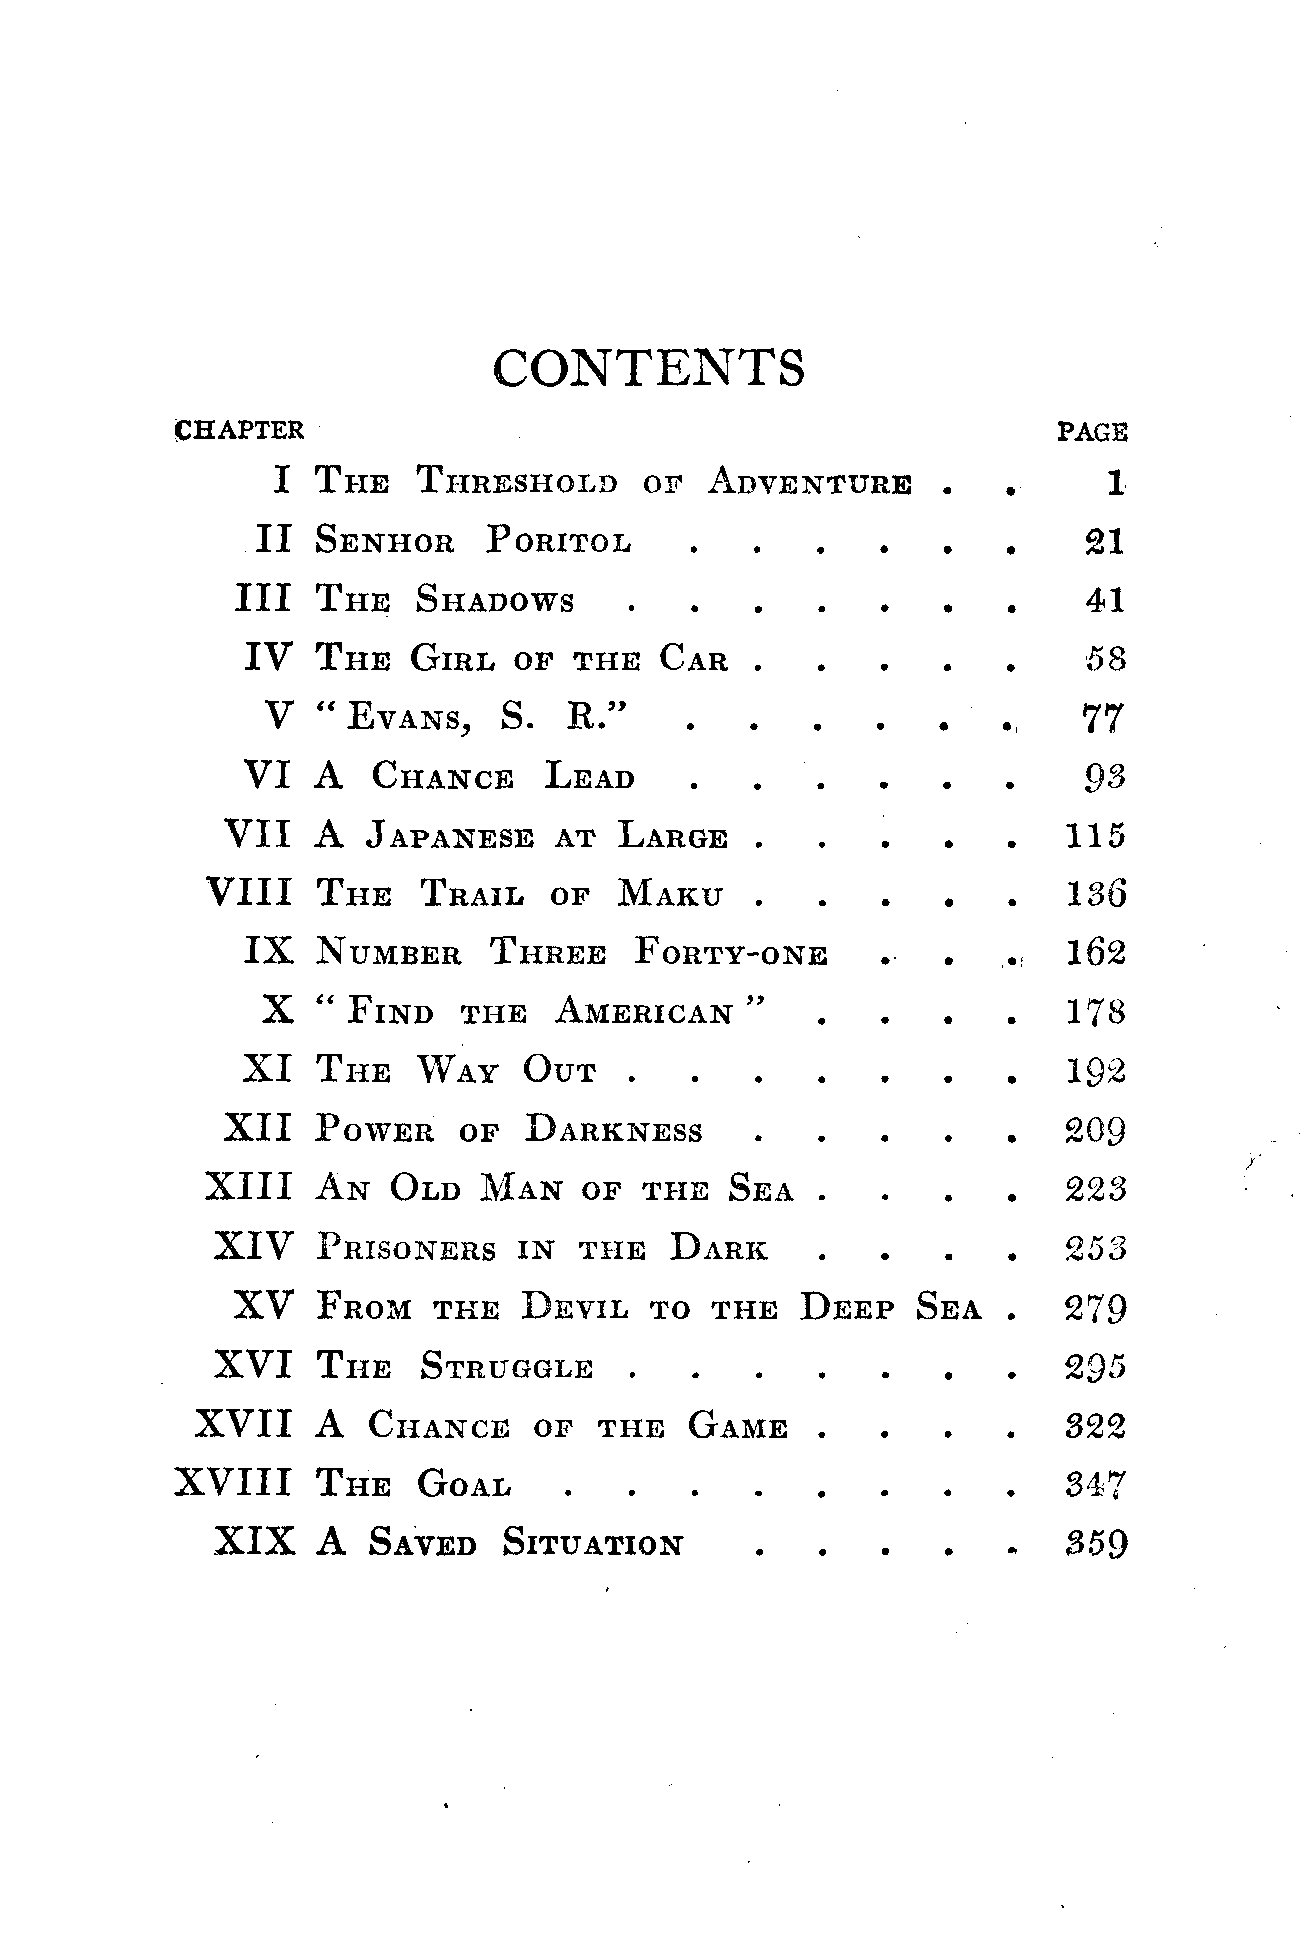 CONTENTS
CHAPTER PAGE
I THE THRESHOLD OF ADVENTURE . . 1
II SENHOR PORITOL . . . . . . 21
III THE SHADOWS . . . . . . . 41
IV THE GIRL OF THE CAR . . . . . 58
V "EVANS, S. R." . . . . . . 77
VI A CHANCE LEAD . . . . . . 93
VII A JAPANESE AT LARGE . . . . . 115
VIII THE TRAIL OF MAKU . . . . . 136
IX NUMBER THREE FORTY-ONE . . . 162
X "FIND THE AMERICAN" . . . . 178
XI THE WAY OUT . . . . . . . 192
XII POWER OF DARKNESS . . . . . 209
XIII AN OLD MAN OF THE SEA . . . . 223
XIV PRISONERS IN THE DARK . . . . 253
XV FROM THE DEVIL TO THE DEEP SEA . 279
XVI THE STRUGGLE . . . . . . . 295
XVII A CHANCE OF THE GAME . . . . 322
XVIII THE GOAL . . . . . . . . 347
XIX A SAVED SITUATION . . . . . 359